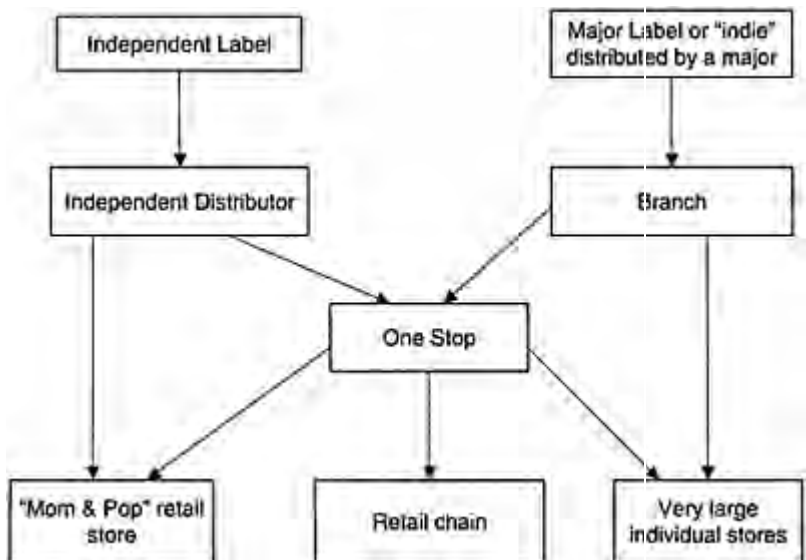 Independent Label
Major Label or "indie"
distributed by a major
Independent Distributor
Branch
One Stop
"Mom & Pop" retail
store
Retail chain
Very large
individual stores